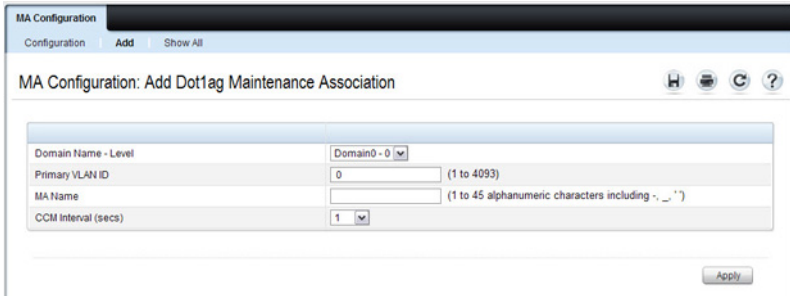 MA Configuration
Configuration Add Show All
MA Configuration: Add Dot1ag Maintenance Association
?
Domain Name - Level Domain0 - 0
Primary VLAN ID 0 (1 to 4093)
MA Name (1 to 45 alphanumeric characters including -, _, ' ')
CCM Interval (secs) 1
Apply